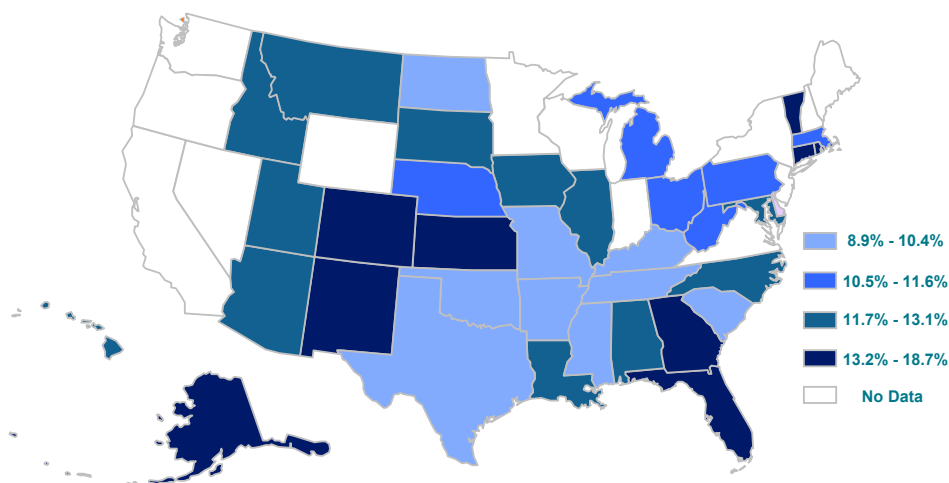 8.9% - 10.4%
10.5% - 11.6%
11.7% - 13.1%
13.2% - 18.7%
No Data